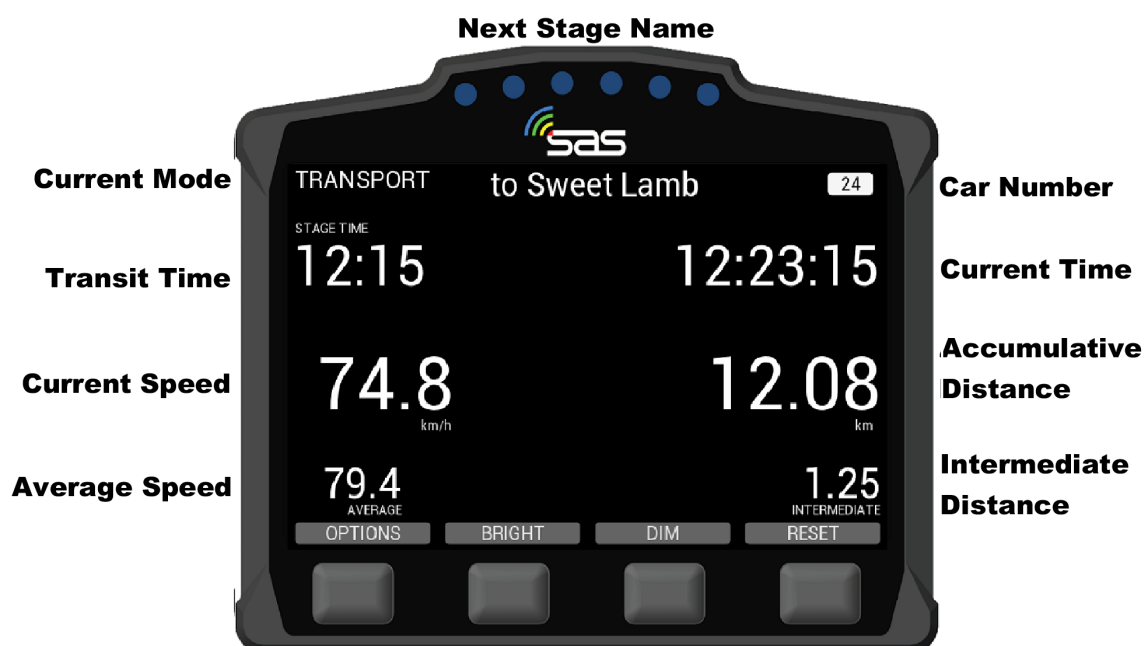 Next Stage Name
sas
Current Mode
TRANSPORT
to Sweet Lamb
24
Car Number
STAGE TIME
Transit Time
12:15
12:23:15
Current Time
Current Speed
74.8
km/h
12.08
km
Accumulative
Distance
Average Speed
79.4
AVERAGE
1.25
INTERMEDIATE
Intermediate
Distance
OPTIONS
BRIGHT
DIM
RESET